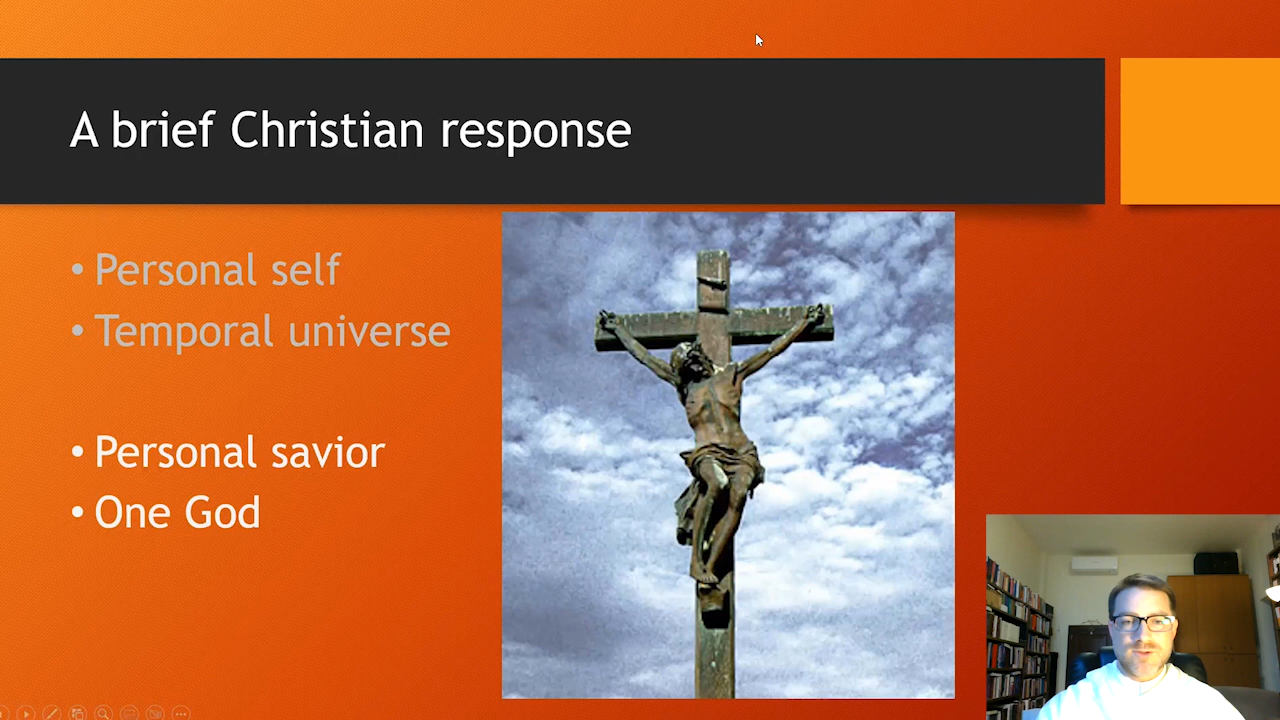 A brief Christian response
• Personal self
• Temporal universe
• Personal savior
• One God